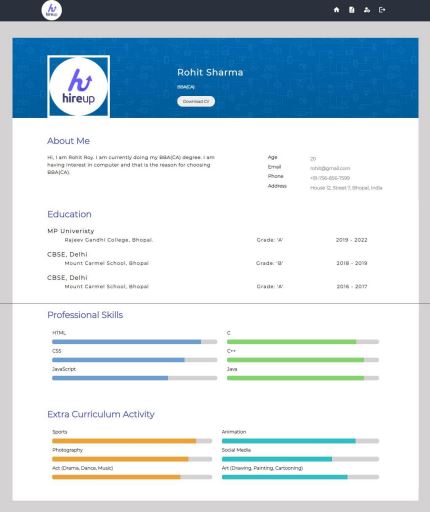 hireup
hireup
Rohit Sharma
BBA(CA)
Download CV
About Me
Hi, I am Rohit Roy. I am currently doing my BBA(CA) degree. I am
having interest in computer and that is the reason for choosing
BBA(CA).
Age 20
Email rohit@gmail.com
Phone +91-756-856-7599
Address House 12, Street 7, Bhopal, India
Education
MP Univeristy
Rajeev Gandhi College, Bhopal. Grade: 'A' 2019 - 2022
CBSE, Delhi
Mount Carmel School, Bhopal Grade: 'B' 2018 - 2019
CBSE, Delhi
Mount Carmel School, Bhopal Grade: 'A' 2016 - 2017
Professional Skills
HTML C
CSS C++
JavaScript Java
Extra Curriculum Activity
Sports Animation
Photography Social Media
Act (Drama, Dance, Music) Art (Drawing, Painting, Cartooning)